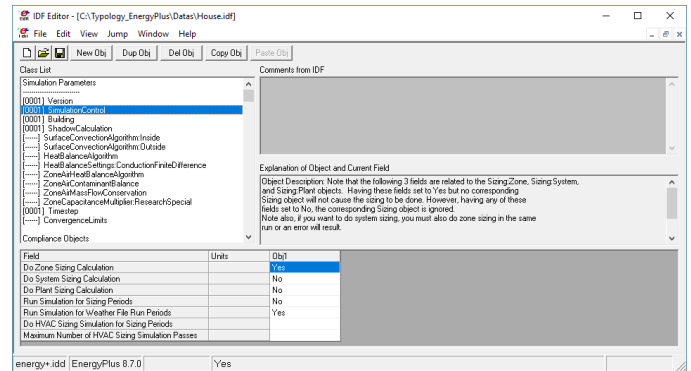 IDF Editor - [C:\Typology_EnergyPlus\Datas\House.idf]
File Edit View Jump Window Help
New Obj Dup Obj Del Obj Copy Obj Paste Obj
Class List
Comments from IDF
Simulation Parameters
-------------------------
[0001] Version
[0001] SimulationControl
[0001] Building
[0001] ShadowCalculation
[------] SurfaceConvectionAlgorithm:Inside
[------] SurfaceConvectionAlgorithm:Outside
[------] HeatBalanceAlgorithm
[------] HeatBalanceSettings:ConductionFiniteDifference
[------] ZoneAirHeatBalanceAlgorithm
[------] ZoneAirContaminantBalance
[------] ZoneAirMassFlowConservation
[------] ZoneCapacitanceMultiplier:ResearchSpecial
[0001] Timestep
[------] ConvergenceLimits
Compliance Objects
Explanation of Object and Current Field
Object Description: Note that the following 3 fields are related to the Sizing:Zone, Sizing:System,
and Sizing:Plant objects. Having these fields set to Yes but no corresponding
Sizing object will not cause the sizing to be done. However, having any of these
fields set to No, the corresponding Sizing object is ignored.
Note also, if you want to do system sizing, you must also do zone sizing in the same
run or an error will result.
Field Units Obj1
Do Zone Sizing Calculation Yes
Do System Sizing Calculation No
Do Plant Sizing Calculation No
Run Simulation for Sizing Periods No
Run Simulation for Weather File Run Periods Yes
Do HVAC Sizing Simulation for Sizing Periods
Maximum Number of HVAC Sizing Simulation Passes
energy+.idd EnergyPlus 8.7.0 Yes